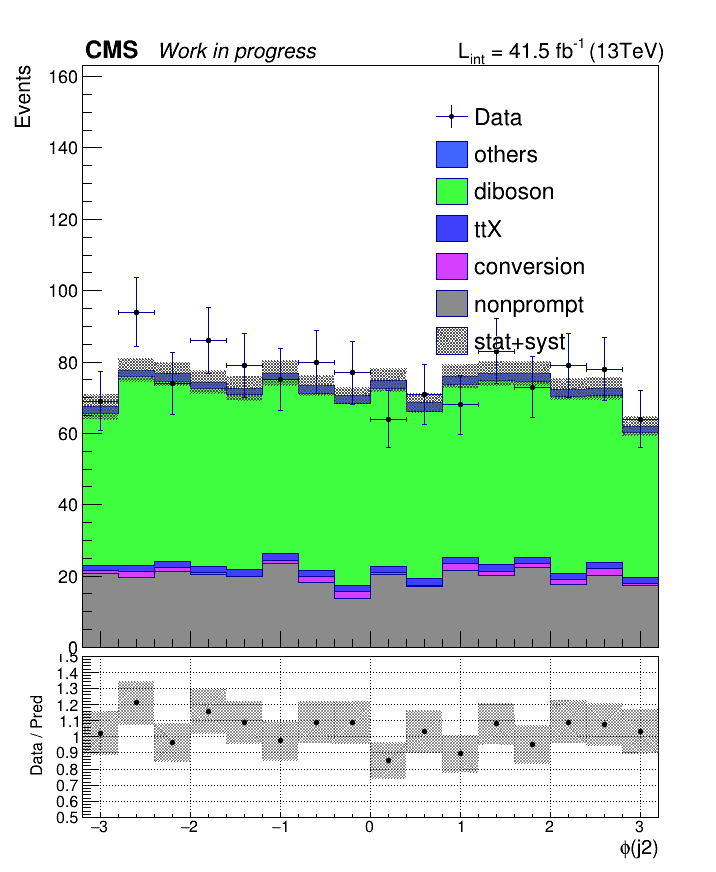 CMS Work in progress L_int = 41.5 fb^-1 (13TeV)
Events
160
140
120
100
80
60
40
20
0
Data
others
diboson
ttX
conversion
nonprompt
stat+syst
Data / Pred
1.5
1.4
1.3
1.2
1.1
1
0.9
0.8
0.7
0.6
0.5
−3 −2 −1 0 1 2 3
ϕ(j2)